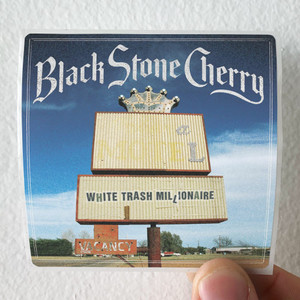 Black Stone Cherry
WHITE TRASH MILLIONAIRE
VACANCY